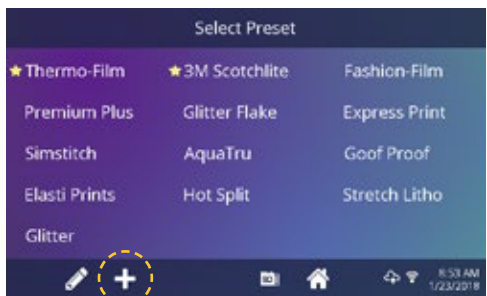 Select Preset
Thermo-Film 3M Scotchlite Fashion-Film
Premium Plus Glitter Flake Express Print
Simstitch AquaTru Goof Proof
Elasti Prints Hot Split Stretch Litho
Glitter
8:53 AM
1/23/2018